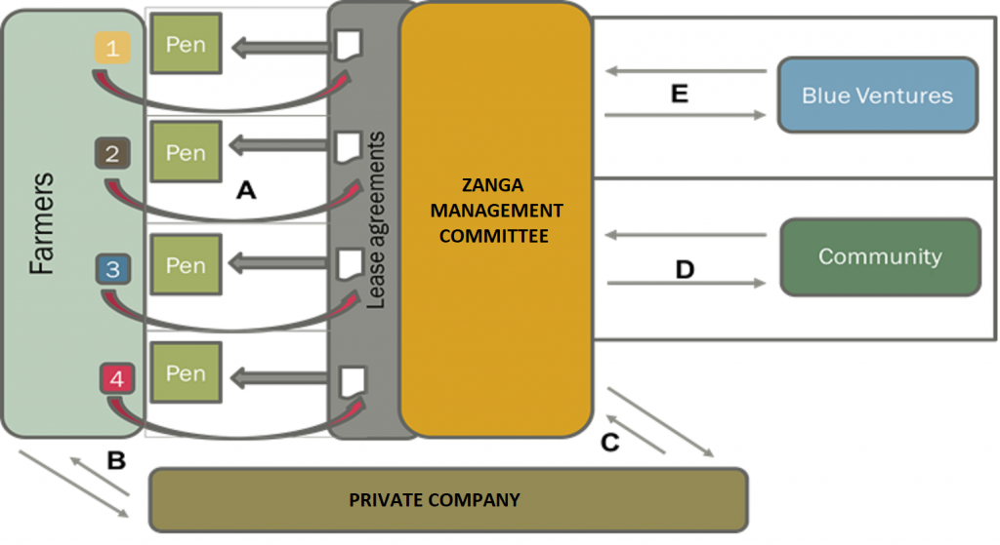 Farmers
1
Pen
2
Pen
A
3
Pen
4
Pen
Lease agreements
ZANGA
MANAGEMENT
COMMITTEE
E
Blue Ventures
D
Community
B
C
PRIVATE COMPANY